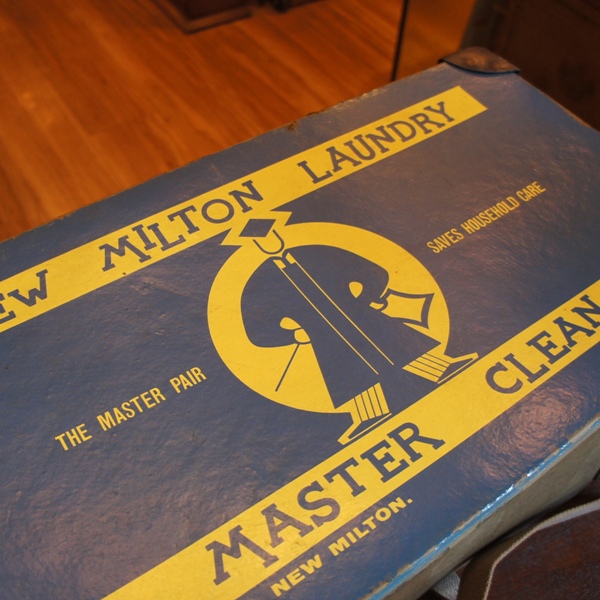 EW MILTON LAUNDRY
SAVES HOUSEHOLD CARE
THE MASTER PAIR
MASTER CLEAN
NEW MILTON.